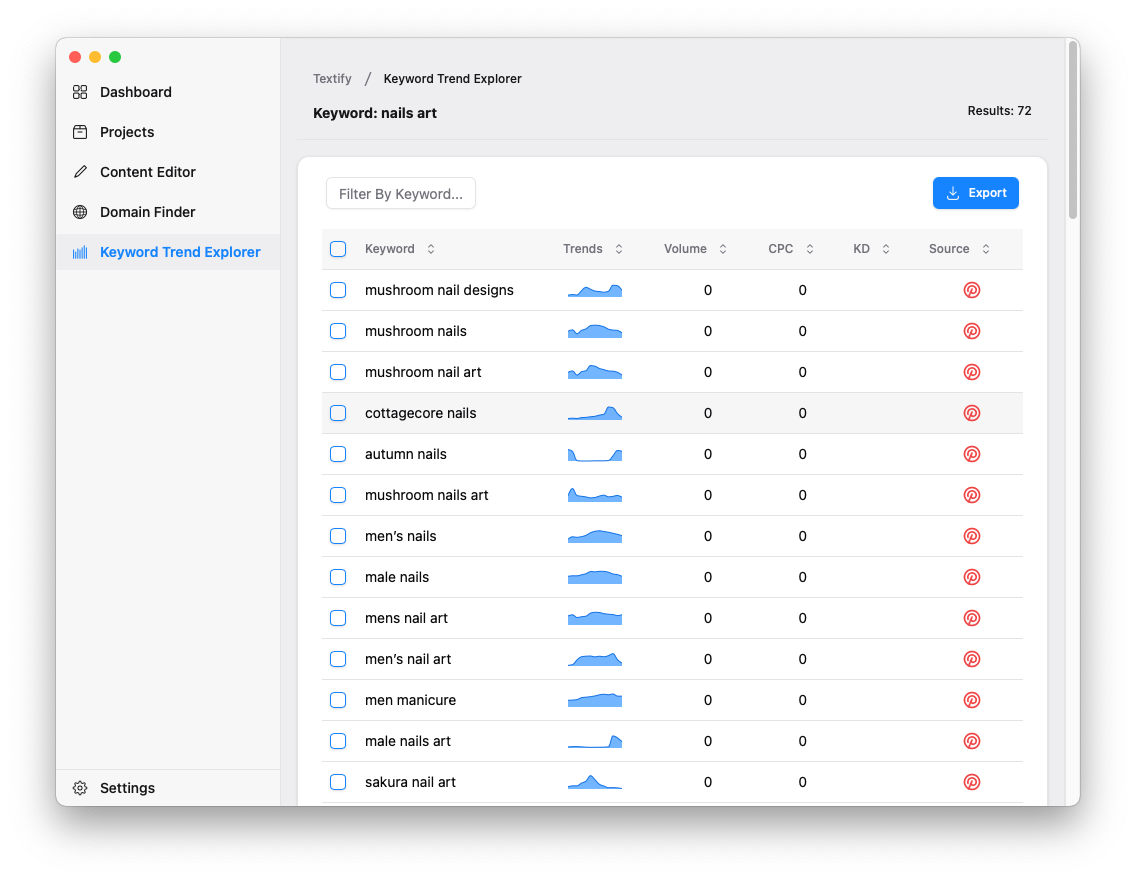 Dashboard
Projects
Content Editor
Domain Finder
Keyword Trend Explorer
Settings
Textify / Keyword Trend Explorer
Keyword: nails art
Results: 72
Filter By Keyword...
Export
Keyword Trends Volume CPC KD Source
mushroom nail designs 0 0
mushroom nails 0 0
mushroom nail art 0 0
cottagecore nails 0 0
autumn nails 0 0
mushroom nails art 0 0
men’s nails 0 0
male nails 0 0
mens nail art 0 0
men’s nail art 0 0
men manicure 0 0
male nails art 0 0
sakura nail art 0 0